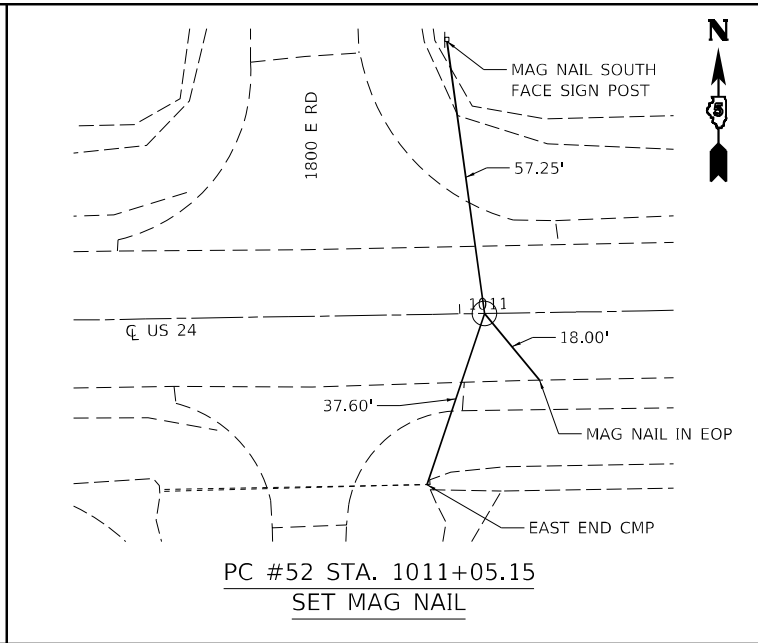 N
5
MAG NAIL SOUTH
FACE SIGN POST
1800 E RD
57.25'
1011
℄ US 24
18.00'
37.60'
MAG NAIL IN EOP
EAST END CMP
PC #52 STA. 1011+05.15
SET MAG NAIL